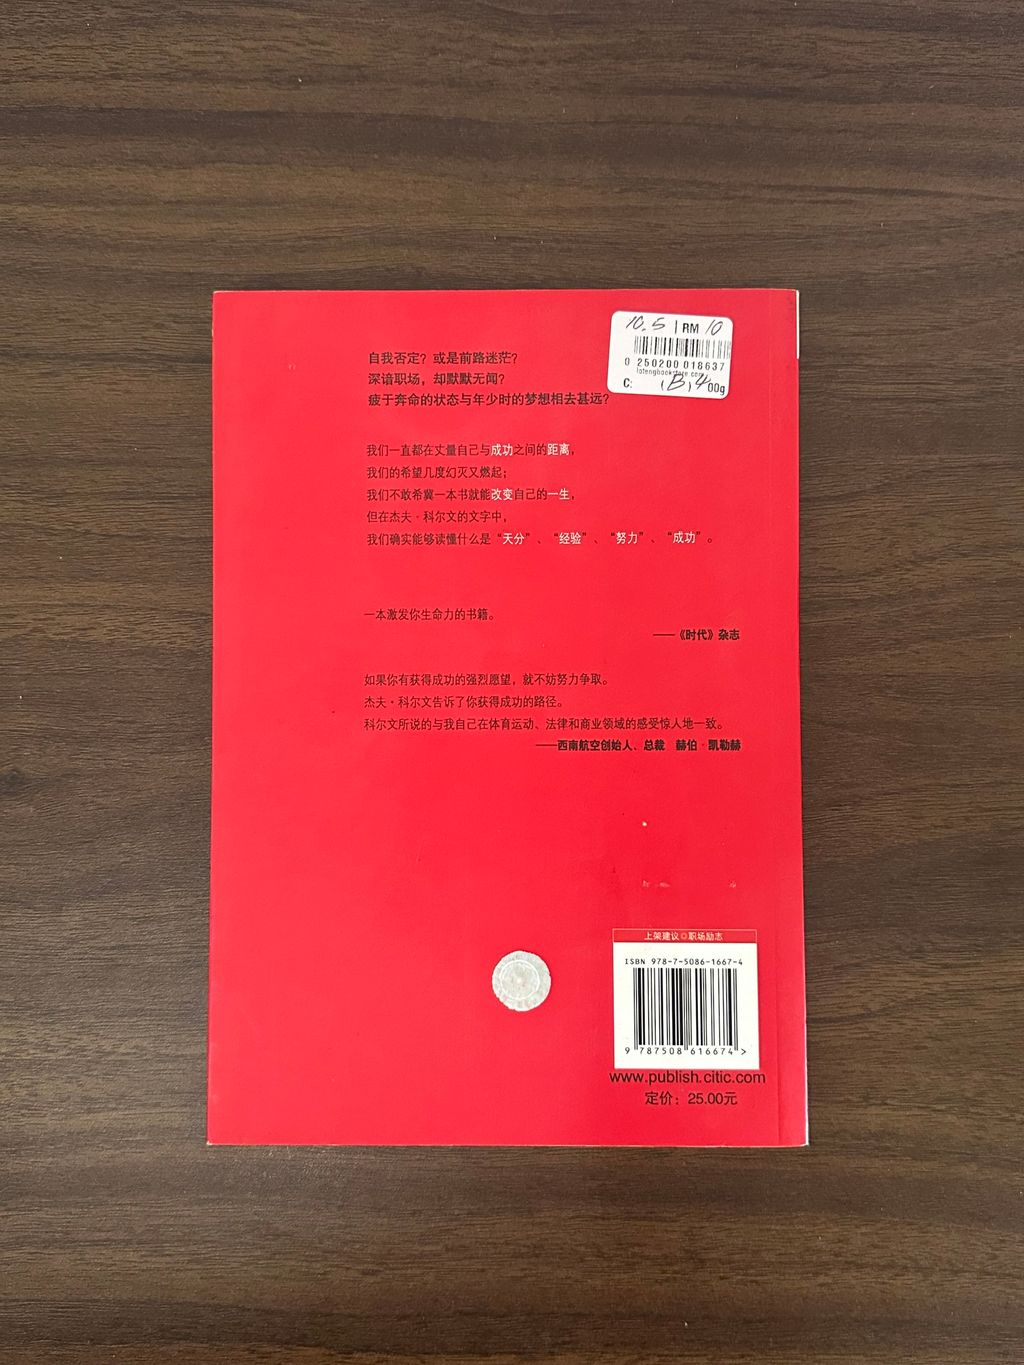 10.5 | RM 10
0 250200 018637
lotengbookstore.com
C: (B) 4 00g
自我否定？或是前路迷茫？
深谙职场，却默默无闻？
疲于奔命的状态与年少时的梦想相去甚远？
我们一直都在丈量自己与成功之间的距离，
我们的希望几度幻灭又燃起；
我们不敢希冀一本书就能改变自己的一生，
但在杰夫·科尔文的文字中，
我们确实能够读懂什么是“天分”、“经验”、“努力”、“成功”。
一本激发你生命力的书籍。
——《时代》杂志
如果你有获得成功的强烈愿望，就不妨努力争取。
杰夫·科尔文告诉了你获得成功的路径。
科尔文所说的与我自己在体育运动、法律和商业领域的感受惊人地一致。
——西南航空创始人、总裁 赫伯·凯勒赫
上架建议◎职场励志
ISBN 978-7-5086-1667-4
9 787508 616674 >
www.publish.citic.com
定价：25.00元